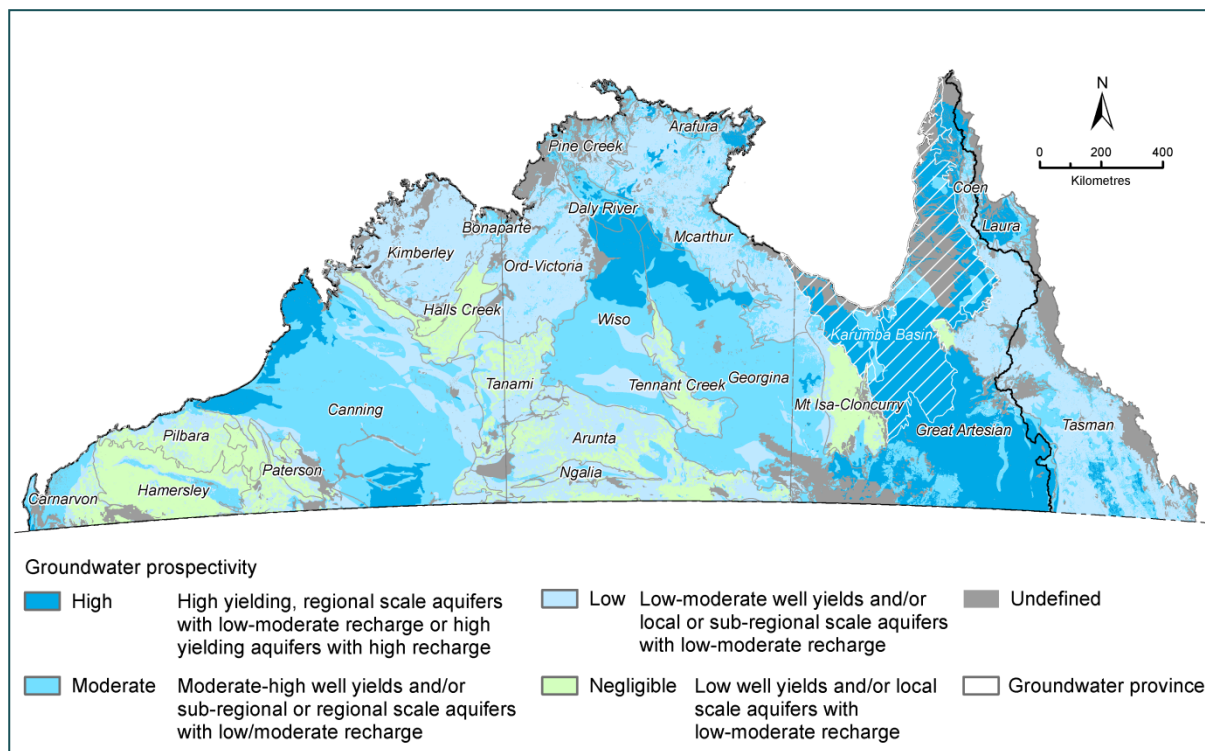 N
0 200 400
Kilometres
Arafura
Pine Creek
Coen
Daly River
Laura
Bonaparte
Mcarthur
Kimberley
Ord-Victoria
Halls Creek
Wiso
Karumba Basin
Tanami
Tennant Creek
Georgina
Canning
Mt Isa-Cloncurry
Great Artesian
Tasman
Pilbara
Arunta
Paterson
Ngalia
Hamersley
Carnarvon
Groundwater prospectivity
High
High yielding, regional scale aquifers
with low-moderate recharge or high
yielding aquifers with high recharge
Moderate
Moderate-high well yields and/or
sub-regional or regional scale aquifers
with low/moderate recharge
Low
Low-moderate well yields and/or
local or sub-regional scale aquifers
with low-moderate recharge
Negligible
Low well yields and/or local
scale aquifers with
low-moderate recharge
Undefined
Groundwater province